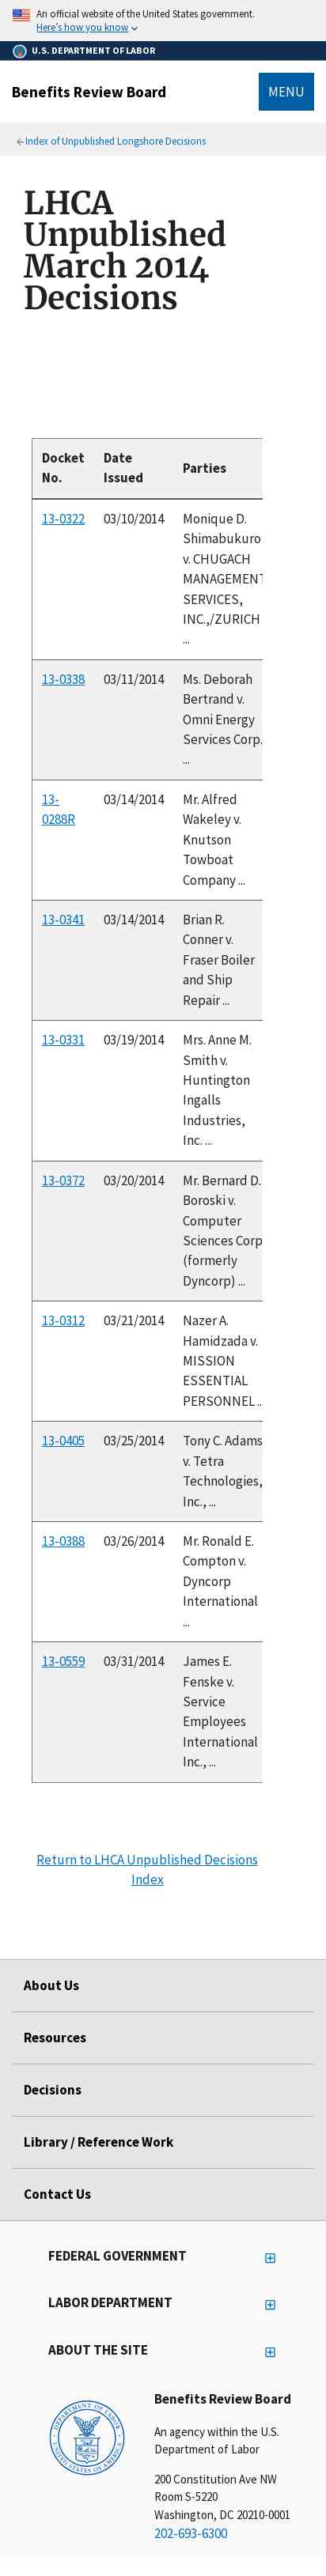 An official website of the United States government.
Here’s how you know
U.S. DEPARTMENT OF LABOR
Benefits Review Board
MENU
Index of Unpublished Longshore Decisions
LHCA
Unpublished
March 2014
Decisions
Docket No.
Date Issued
Parties
13-0322
03/10/2014
Monique D.
Shimabukuro
v. CHUGACH
MANAGEMENT
SERVICES,
INC.,/ZURICH
...
13-0338
03/11/2014
Ms. Deborah
Bertrand v.
Omni Energy
Services Corp.
...
13-
0288R
03/14/2014
Mr. Alfred
Wakeley v.
Knutson
Towboat
Company ...
13-0341
03/14/2014
Brian R.
Conner v.
Fraser Boiler
and Ship
Repair ...
13-0331
03/19/2014
Mrs. Anne M.
Smith v.
Huntington
Ingalls
Industries,
Inc. ...
13-0372
03/20/2014
Mr. Bernard D.
Boroski v.
Computer
Sciences Corp
(formerly
Dyncorp) ...
13-0312
03/21/2014
Nazer A.
Hamidzada v.
MISSION
ESSENTIAL
PERSONNEL ..
13-0405
03/25/2014
Tony C. Adams
v. Tetra
Technologies,
Inc., ...
13-0388
03/26/2014
Mr. Ronald E.
Compton v.
Dyncorp
International
...
13-0559
03/31/2014
James E.
Fenske v.
Service
Employees
International
Inc., ...
Return to LHCA Unpublished Decisions
Index
About Us
Resources
Decisions
Library / Reference Work
Contact Us
FEDERAL GOVERNMENT
LABOR DEPARTMENT
ABOUT THE SITE
DEPARTMENT OF LABOR
UNITED STATES OF AMERICA
Benefits Review Board
An agency within the U.S.
Department of Labor
200 Constitution Ave NW
Room S-5220
Washington, DC 20210-0001
202-693-6300